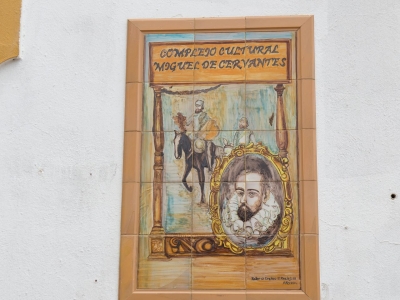 COMPLEJO CULTURAL
MIGUEL DE CERVANTES